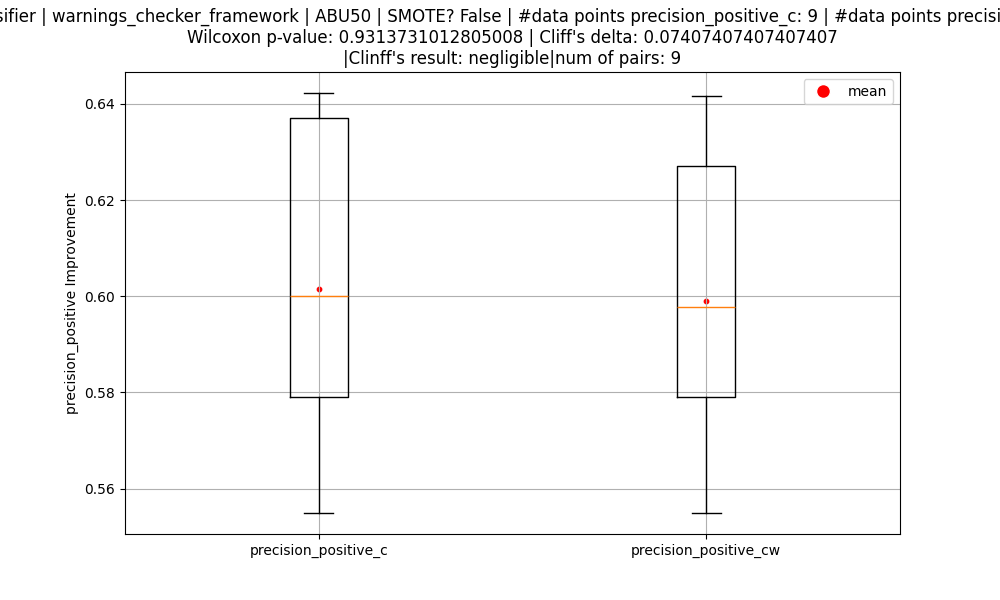 | warnings_checker_framework | ABU50 | SMOTE? False | #data points precision_positive_c: 9 | #data points
Wilcoxon p-value: 0.9313731012805008 | Cliff's delta: 0.07407407407407407
|Clinff's result: negligible|num of pairs: 9
mean
0.64
0.62
0.60
0.58
0.56
precision_positive Improvement
precision_positive_c
precision_positive_cw